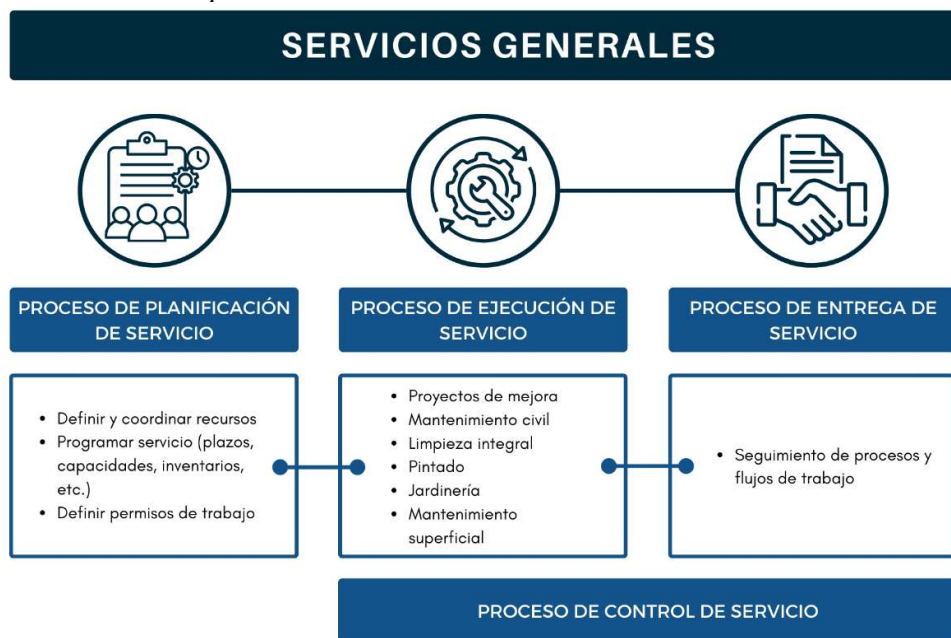 SERVICIOS GENERALES
PROCESO DE PLANIFICACIÓN
DE SERVICIO
• Definir y coordinar recursos
• Programar servicio (plazos,
capacidades, inventarios,
etc.)
• Definir permisos de trabajo
PROCESO DE EJECUCIÓN DE
SERVICIO
• Proyectos de mejora
• Mantenimiento civil
• Limpieza integral
• Pintado
• Jardinería
• Mantenimiento
superficial
PROCESO DE ENTREGA DE
SERVICIO
• Seguimiento de procesos y
flujos de trabajo
PROCESO DE CONTROL DE SERVICIO